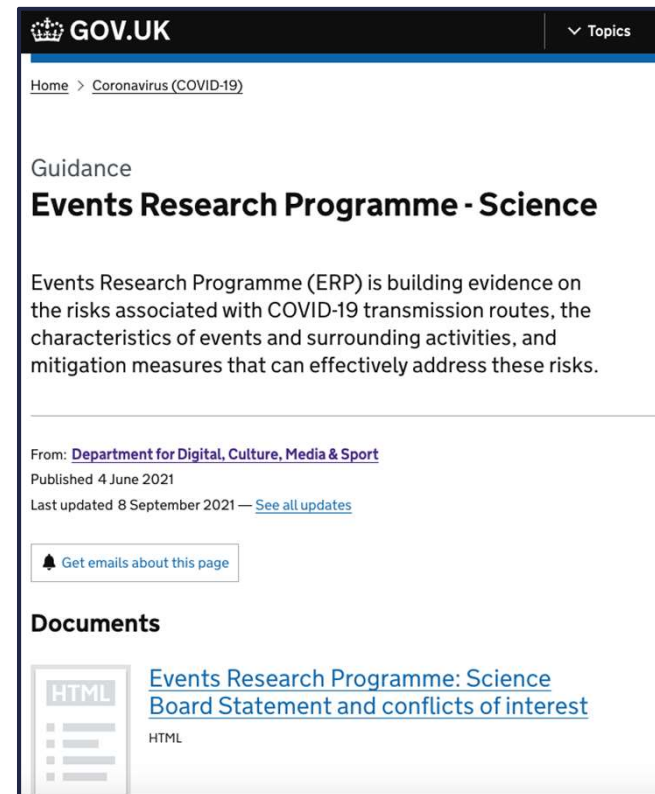 GOV.UK
Topics
Home > Coronavirus (COVID-19)
Guidance
Events Research Programme - Science
Events Research Programme (ERP) is building evidence on
the risks associated with COVID-19 transmission routes, the
characteristics of events and surrounding activities, and
mitigation measures that can effectively address these risks.
From: Department for Digital, Culture, Media & Sport
Published 4 June 2021
Last updated 8 September 2021 — See all updates
Get emails about this page
Documents
HTML
Events Research Programme: Science
Board Statement and conflicts of interest
HTML